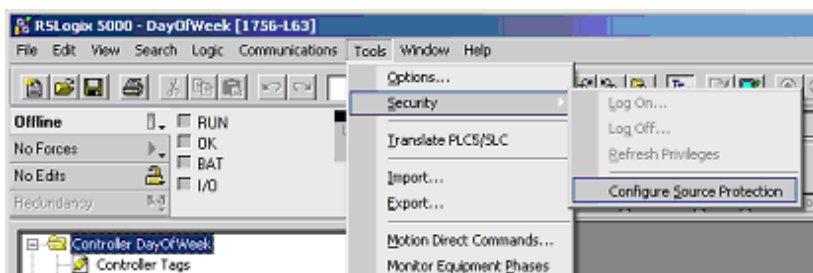 RSLogix 5000 - DayOfWeek [1756-L63]
File Edit View Search Logic Communications Tools Window Help
Options...
Security
Log On...
Log Off...
Refresh Privileges
Configure Source Protection
Translate PLC5/SLC
Import...
Export...
Motion Direct Commands...
Monitor Equipment Phases
Offline
RUN
No Forces
OK
BAT
No Edits
I/O
Redundancy
Controller DayOfWeek
Controller Tags